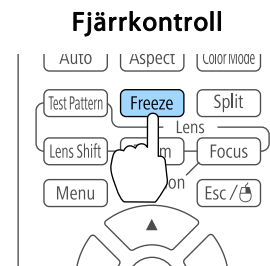 Fjärrkontroll
Auto Aspect Color Mode
Test Pattern Freeze Split
Lens
Lens Shift Focus
Menu Esc /